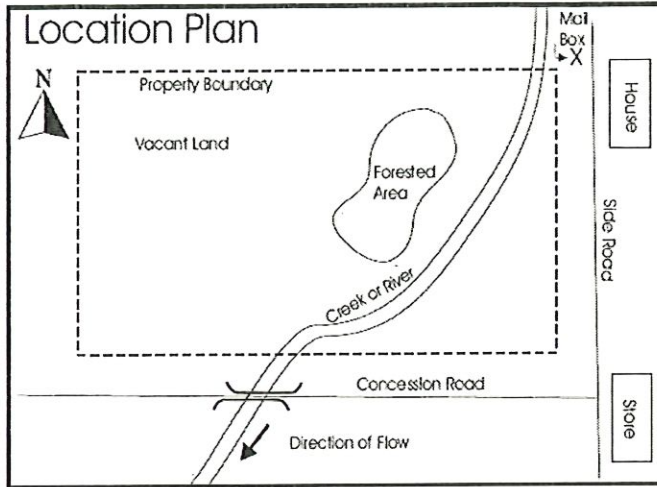 Location Plan
Mail
Box
X
N
Property Boundary
House
Vacant Land
Forested
Area
Side Road
Creek or River
Concession Road
Store
Direction of Flow